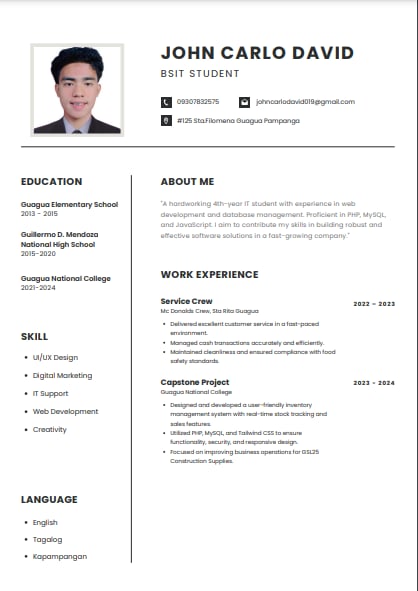 JOHN CARLO DAVID
BSIT STUDENT
09307832575
johncarlodavid019@gmail.com
#125 Sta.Filomena Guagua Pampanga
EDUCATION
Guagua Elementary School
2013 - 2015
Guillermo D. Mendoza
National High School
2015-2020
Guagua National College
2021-2024
SKILL
• UI/UX Design
• Digital Marketing
• IT Support
• Web Development
• Creativity
LANGUAGE
• English
• Tagalog
• Kapampangan
ABOUT ME
"A hardworking 4th-year IT student with experience in web
development and database management. Proficient in PHP, MySQL,
and JavaScript. I aim to contribute my skills in building robust and
effective software solutions in a fast-growing company."
WORK EXPERIENCE
Service Crew
2022 – 2023
Mc Donalds Crew, Sta Rita Guagua
• Delivered excellent customer service in a fast-paced
environment.
• Managed cash transactions accurately and efficiently.
• Maintained cleanliness and ensured compliance with food
safety standards.
Capstone Project
2023 - 2024
Guagua National College
• Designed and developed a user-friendly inventory
management system with real-time stock tracking and
sales features.
• Utilized PHP, MySQL, and Tailwind CSS to ensure
functionality, security, and responsive design.
• Focused on improving business operations for GSL25
Construction Supplies.